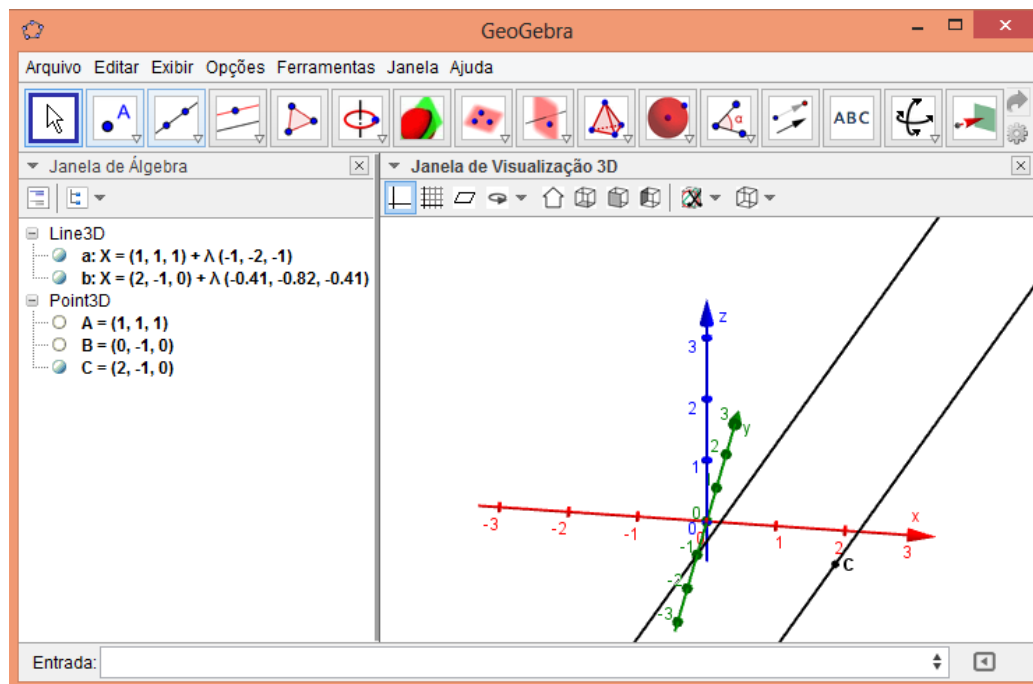 GeoGebra
Arquivo Editar Exibir Opções Ferramentas Janela Ajuda
A
α
ABC
Janela de Álgebra
Line3D
a: X = (1, 1, 1) + λ (-1, -2, -1)
b: X = (2, -1, 0) + λ (-0.41, -0.82, -0.41)
Point3D
A = (1, 1, 1)
B = (0, -1, 0)
C = (2, -1, 0)
Janela de Visualização 3D
z
3
2
1
3
y
2
0
0
0
-1
-2
-3
-3
-2
-1
1
2
3
x
C
Entrada: